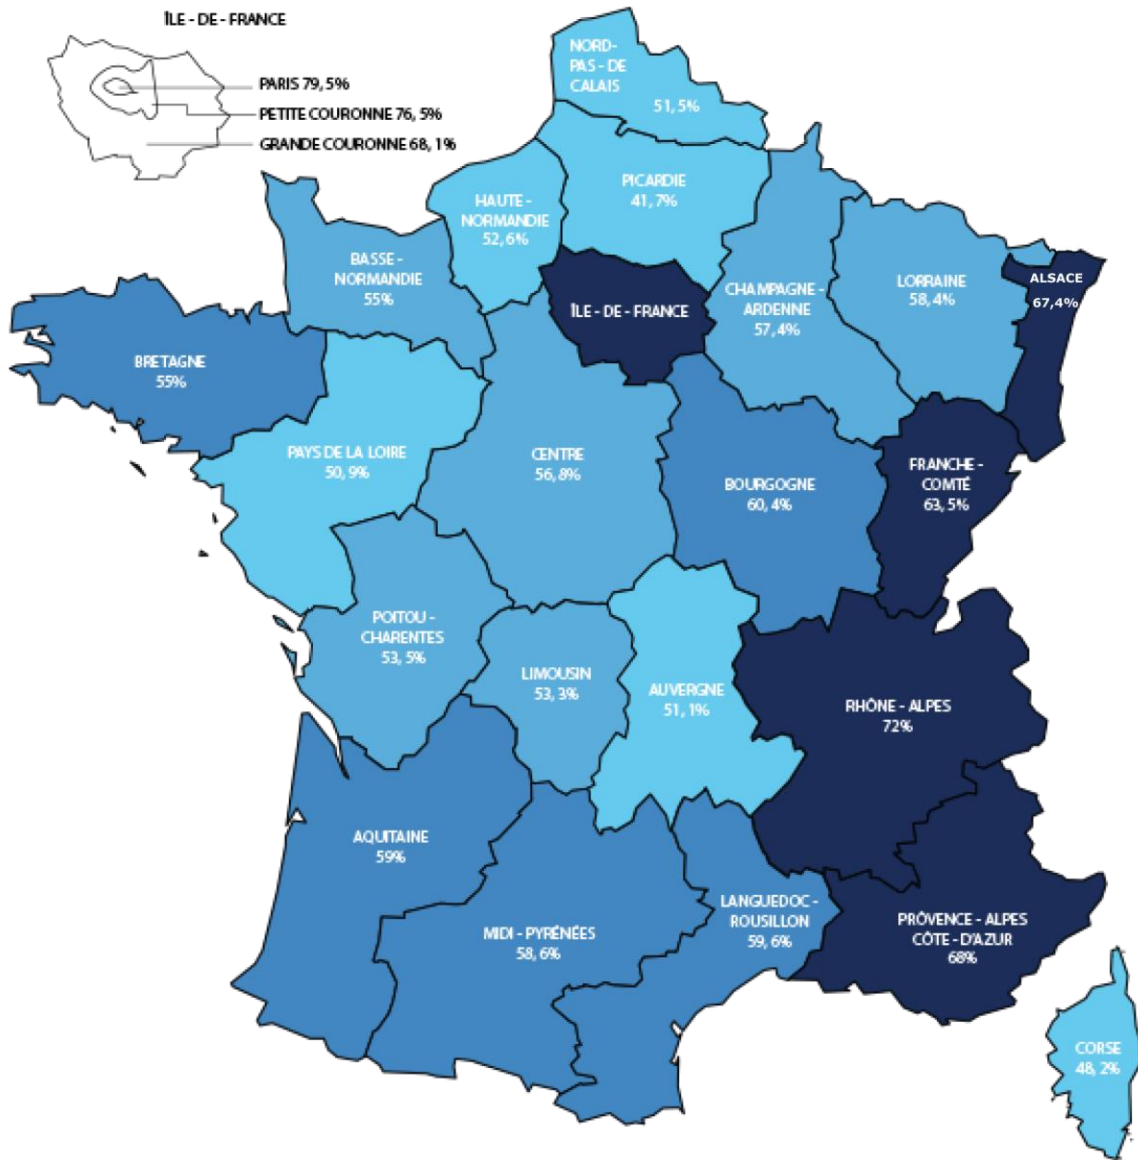 ÎLE - DE - FRANCE
PARIS 79, 5%
PETITE COURONNE 76, 5%
GRANDE COURONNE 68, 1%
NORD-
PAS - DE
CALAIS
51, 5%
PICARDIE
41, 7%
HAUTE -
NORMANDIE
52, 6%
BASSE -
NORMANDIE
55%
ÎLE - DE - FRANCE
CHAMPAGNE -
ARDENNE
57, 4%
LORRAINE
58, 4%
ALSACE
67,4%
BRETAGNE
55%
PAYS DE LA LOIRE
50, 9%
CENTRE
56, 8%
BOURGOGNE
60, 4%
FRANCHE -
COMTÉ
63, 5%
POITOU -
CHARENTES
53, 5%
LIMOUSIN
53, 3%
AUVERGNE
51, 1%
RHÔNE - ALPES
72%
AQUITAINE
59%
MIDI - PYRÉNÉES
58, 6%
LANGUEDOC -
ROUSILLON
59, 6%
PRÔVENCE - ALPES
CÔTE - D'AZUR
68%
CORSE
48, 2%